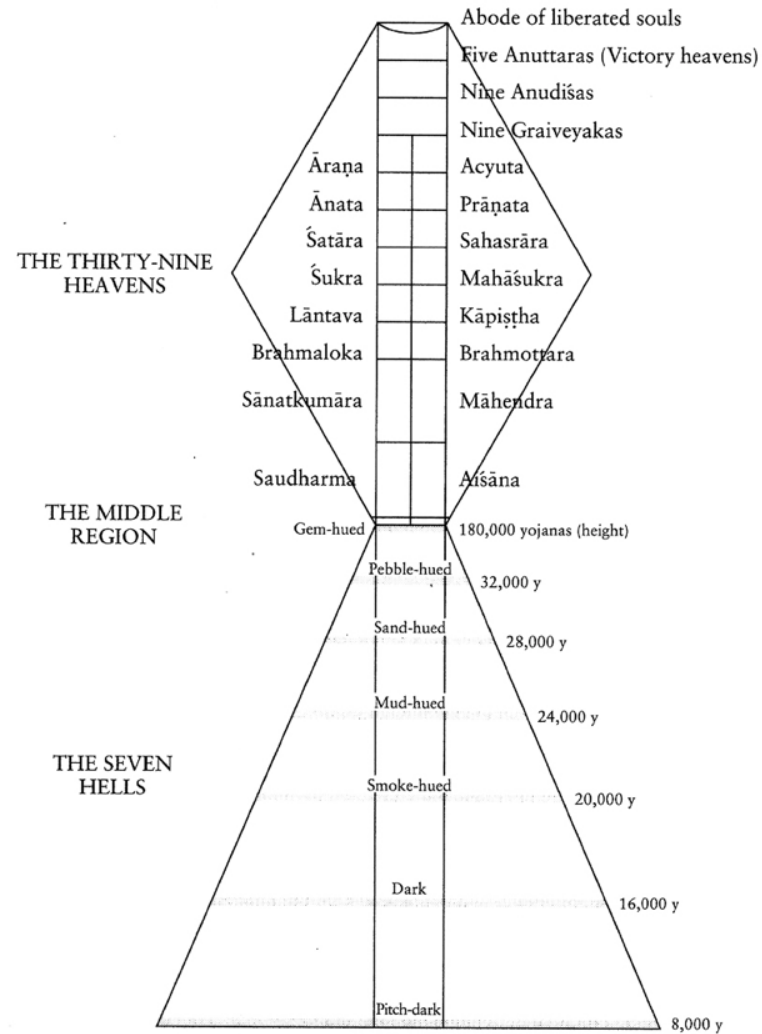 Abode of liberated souls
Five Anuttaras (Victory heavens)
Nine Anudiśas
Nine Graiveyakas
Āraṇa
Acyuta
Ānata
Prāṇata
Śatāra
Sahasrāra
THE THIRTY-NINE
HEAVENS
Śukra
Mahāśukra
Lāntava
Kāpiṣṭha
Brahmaloka
Brahmottara
Sānatkumāra
Māhendra
Saudharma
Aiśāna
THE MIDDLE
REGION
Gem-hued
180,000 yojanas (height)
Pebble-hued
32,000 y
Sand-hued
28,000 y
Mud-hued
24,000 y
THE SEVEN
HELLS
Smoke-hued
20,000 y
Dark
16,000 y
Pitch-dark
8,000 y